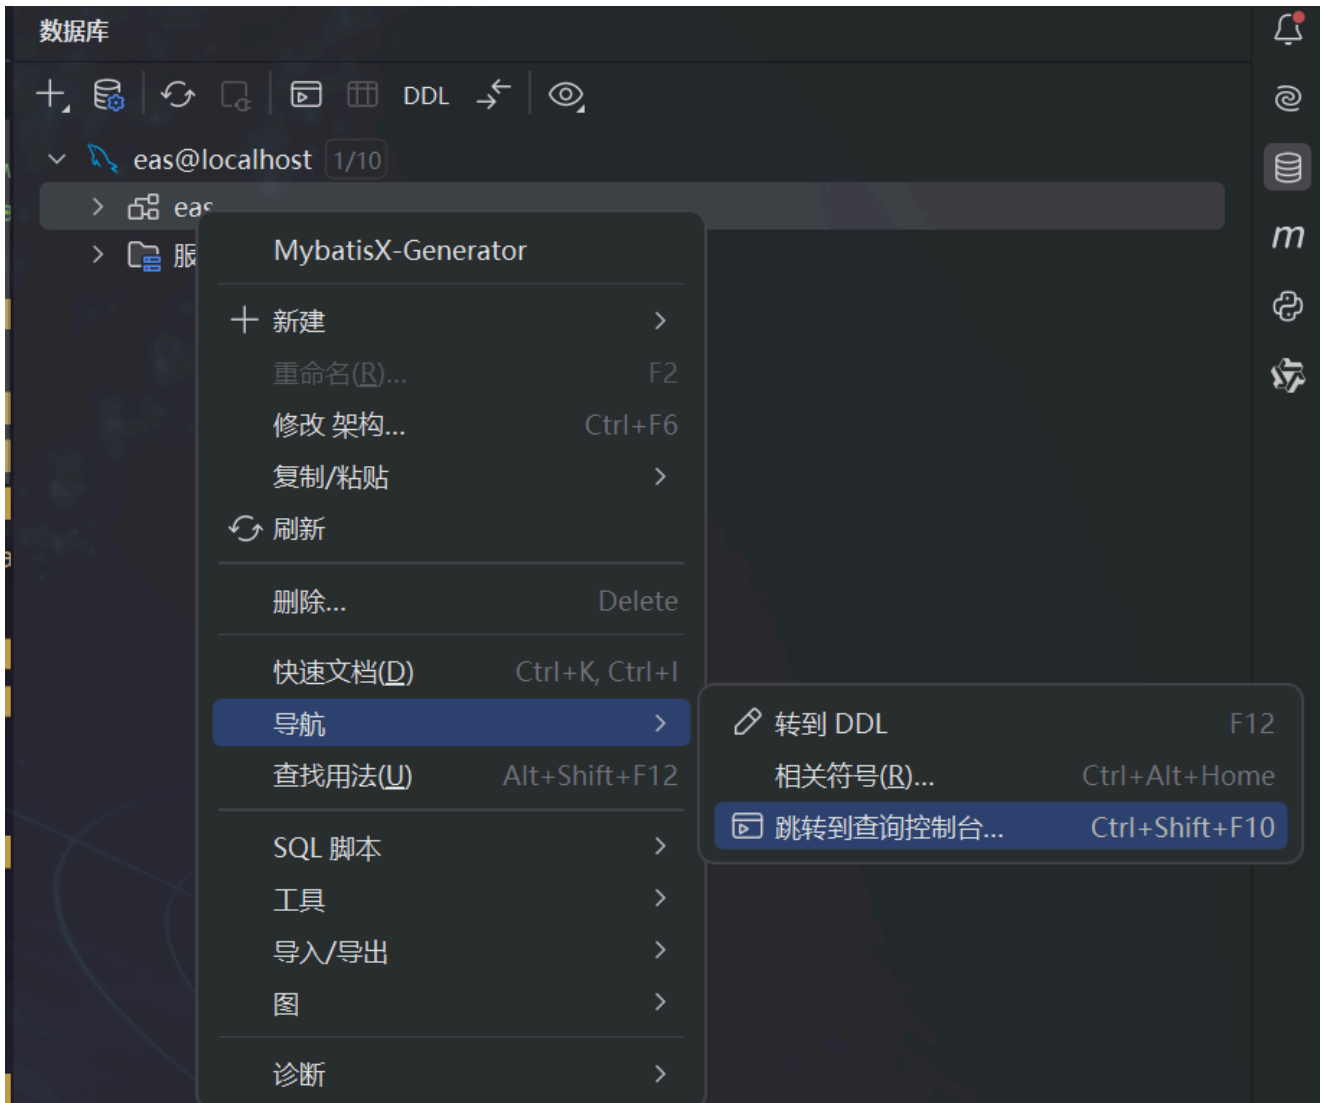 数据库
DDL
eas@localhost 1/10
eas
服
MybatisX-Generator
新建
重命名(R)... F2
修改 架构... Ctrl+F6
复制/粘贴
刷新
删除... Delete
快速文档(D) Ctrl+K, Ctrl+I
导航
查找用法(U) Alt+Shift+F12
SQL 脚本
工具
导入/导出
图
诊断
转到 DDL F12
相关符号(R)... Ctrl+Alt+Home
跳转到查询控制台... Ctrl+Shift+F10
m